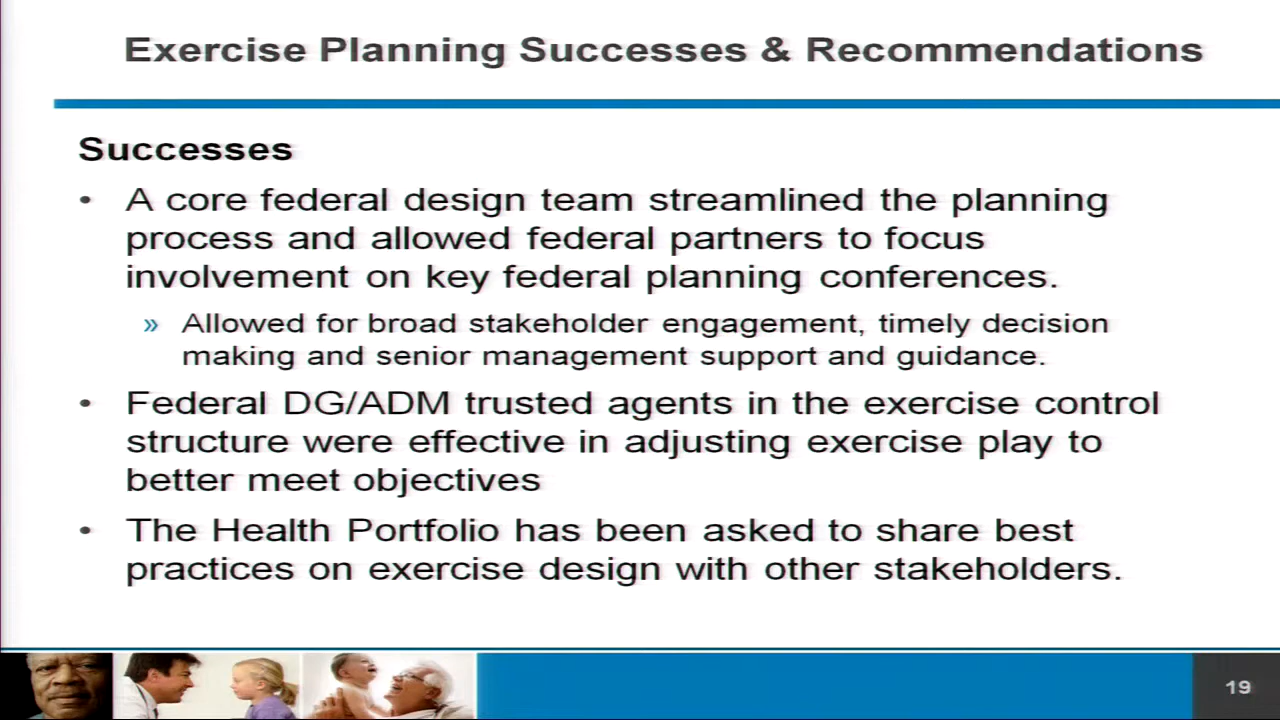 Exercise Planning Successes & Recommendations
Successes
• A core federal design team streamlined the planning
process and allowed federal partners to focus
involvement on key federal planning conferences.
» Allowed for broad stakeholder engagement, timely decision
making and senior management support and guidance.
• Federal DG/ADM trusted agents in the exercise control
structure were effective in adjusting exercise play to
better meet objectives
• The Health Portfolio has been asked to share best
practices on exercise design with other stakeholders.
19